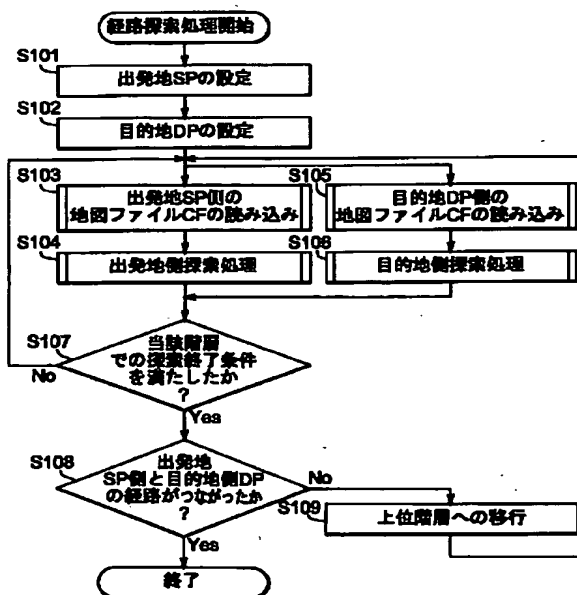 経路探索処理開始
S101
出発地SPの設定
S102
目的地DPの設定
S103
出発地SP側の
地図ファイルCFの読み込み
S105
目的地DP側の
地図ファイルCFの読み込み
S104
出発地側探索処理
S106
目的地側探索処理
S107
当該階層
での探索終了条件
を満たしたか
?
No
Yes
S108
出発地
SP側と目的地側DP
の経路がつながったか
?
No
Yes
S109
上位階層への移行
終了